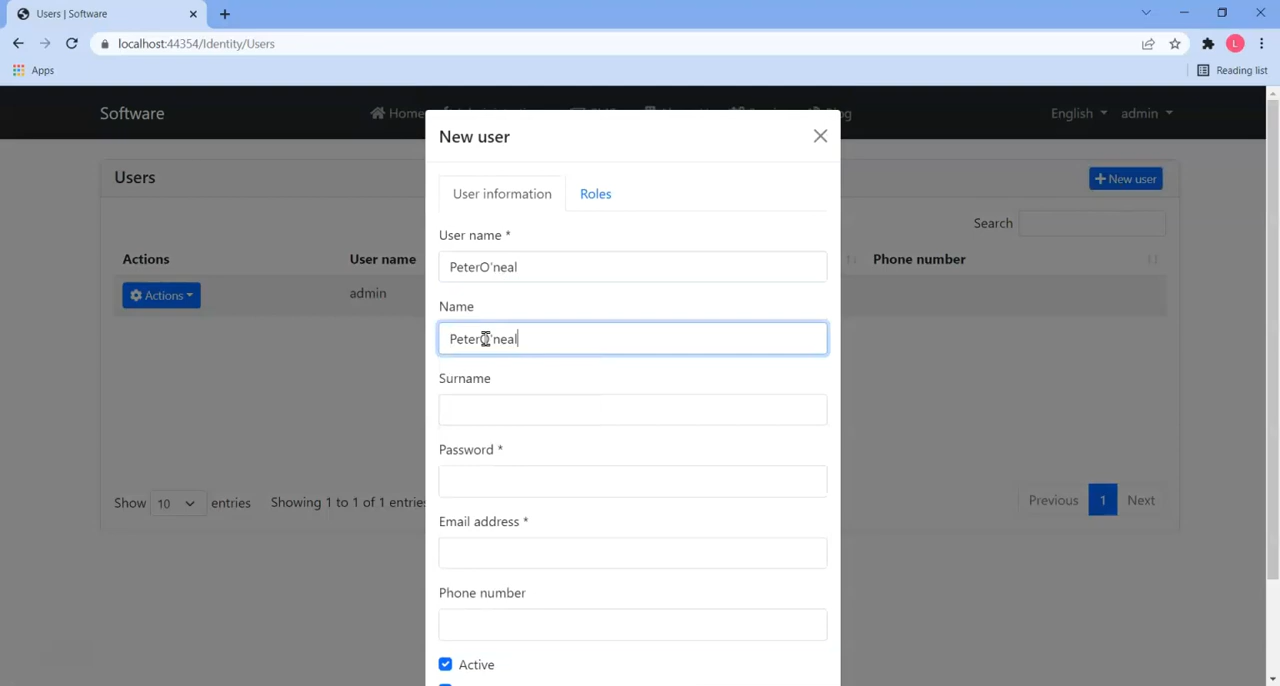 Users | Software
localhost:44354/Identity/Users
L
Apps
Reading list
Software
Home
English
admin
New user
Users
New user
User information
Roles
Search
User name *
Actions
User name
Phone number
PeterO'neal
Actions
admin
Name
PeterO'neal
Surname
Password *
Show 10 entries
Showing 1 to 1 of 1 entries
Previous 1 Next
Email address *
Phone number
Active